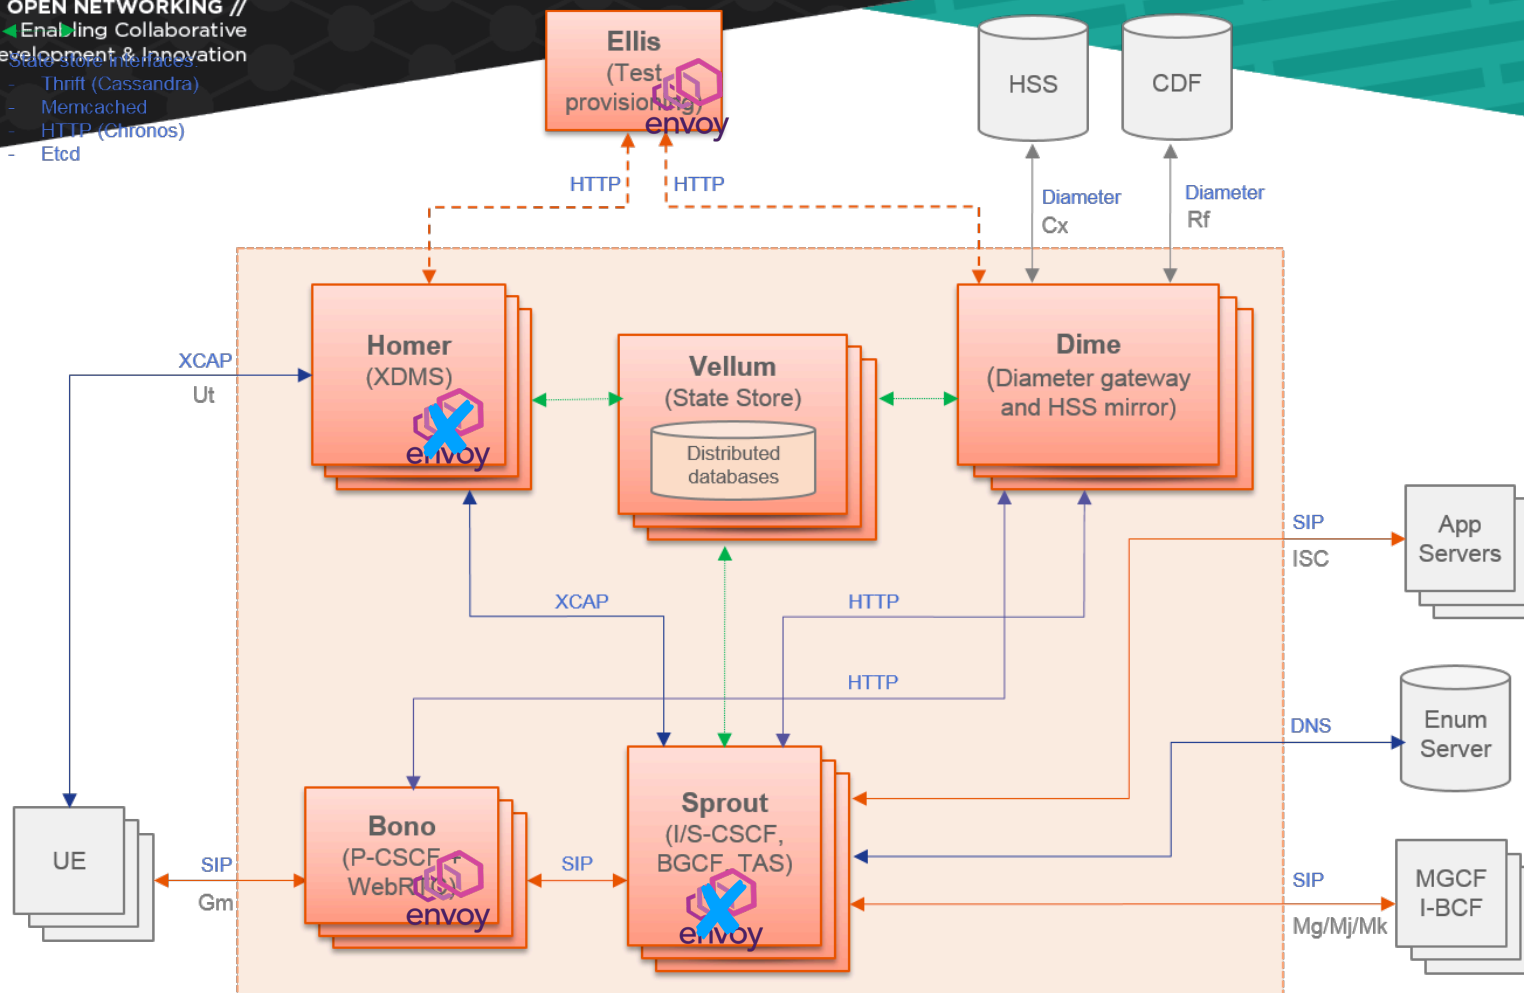 OPEN NETWORKING //
Enabling Collaborative
evelopment & Innovation
State store interfaces:
- Thrift (Cassandra)
- Memcached
- HTTP (Chronos)
- Etcd
Ellis
(Test
provisioning)
envoy
HSS
CDF
HTTP
HTTP
Diameter
Cx
Diameter
Rf
Homer
(XDMS)
envoy
Vellum
(State Store)
Distributed
databases
Dime
(Diameter gateway
and HSS mirror)
XCAP
Ut
SIP
ISC
App
Servers
XCAP
HTTP
HTTP
DNS
Enum
Server
UE
SIP
Gm
Bono
(P-CSCF +
WebRTC)
envoy
SIP
Sprout
(I/S-CSCF,
BGCF, TAS)
envoy
SIP
Mg/Mj/Mk
MGCF
I-BCF